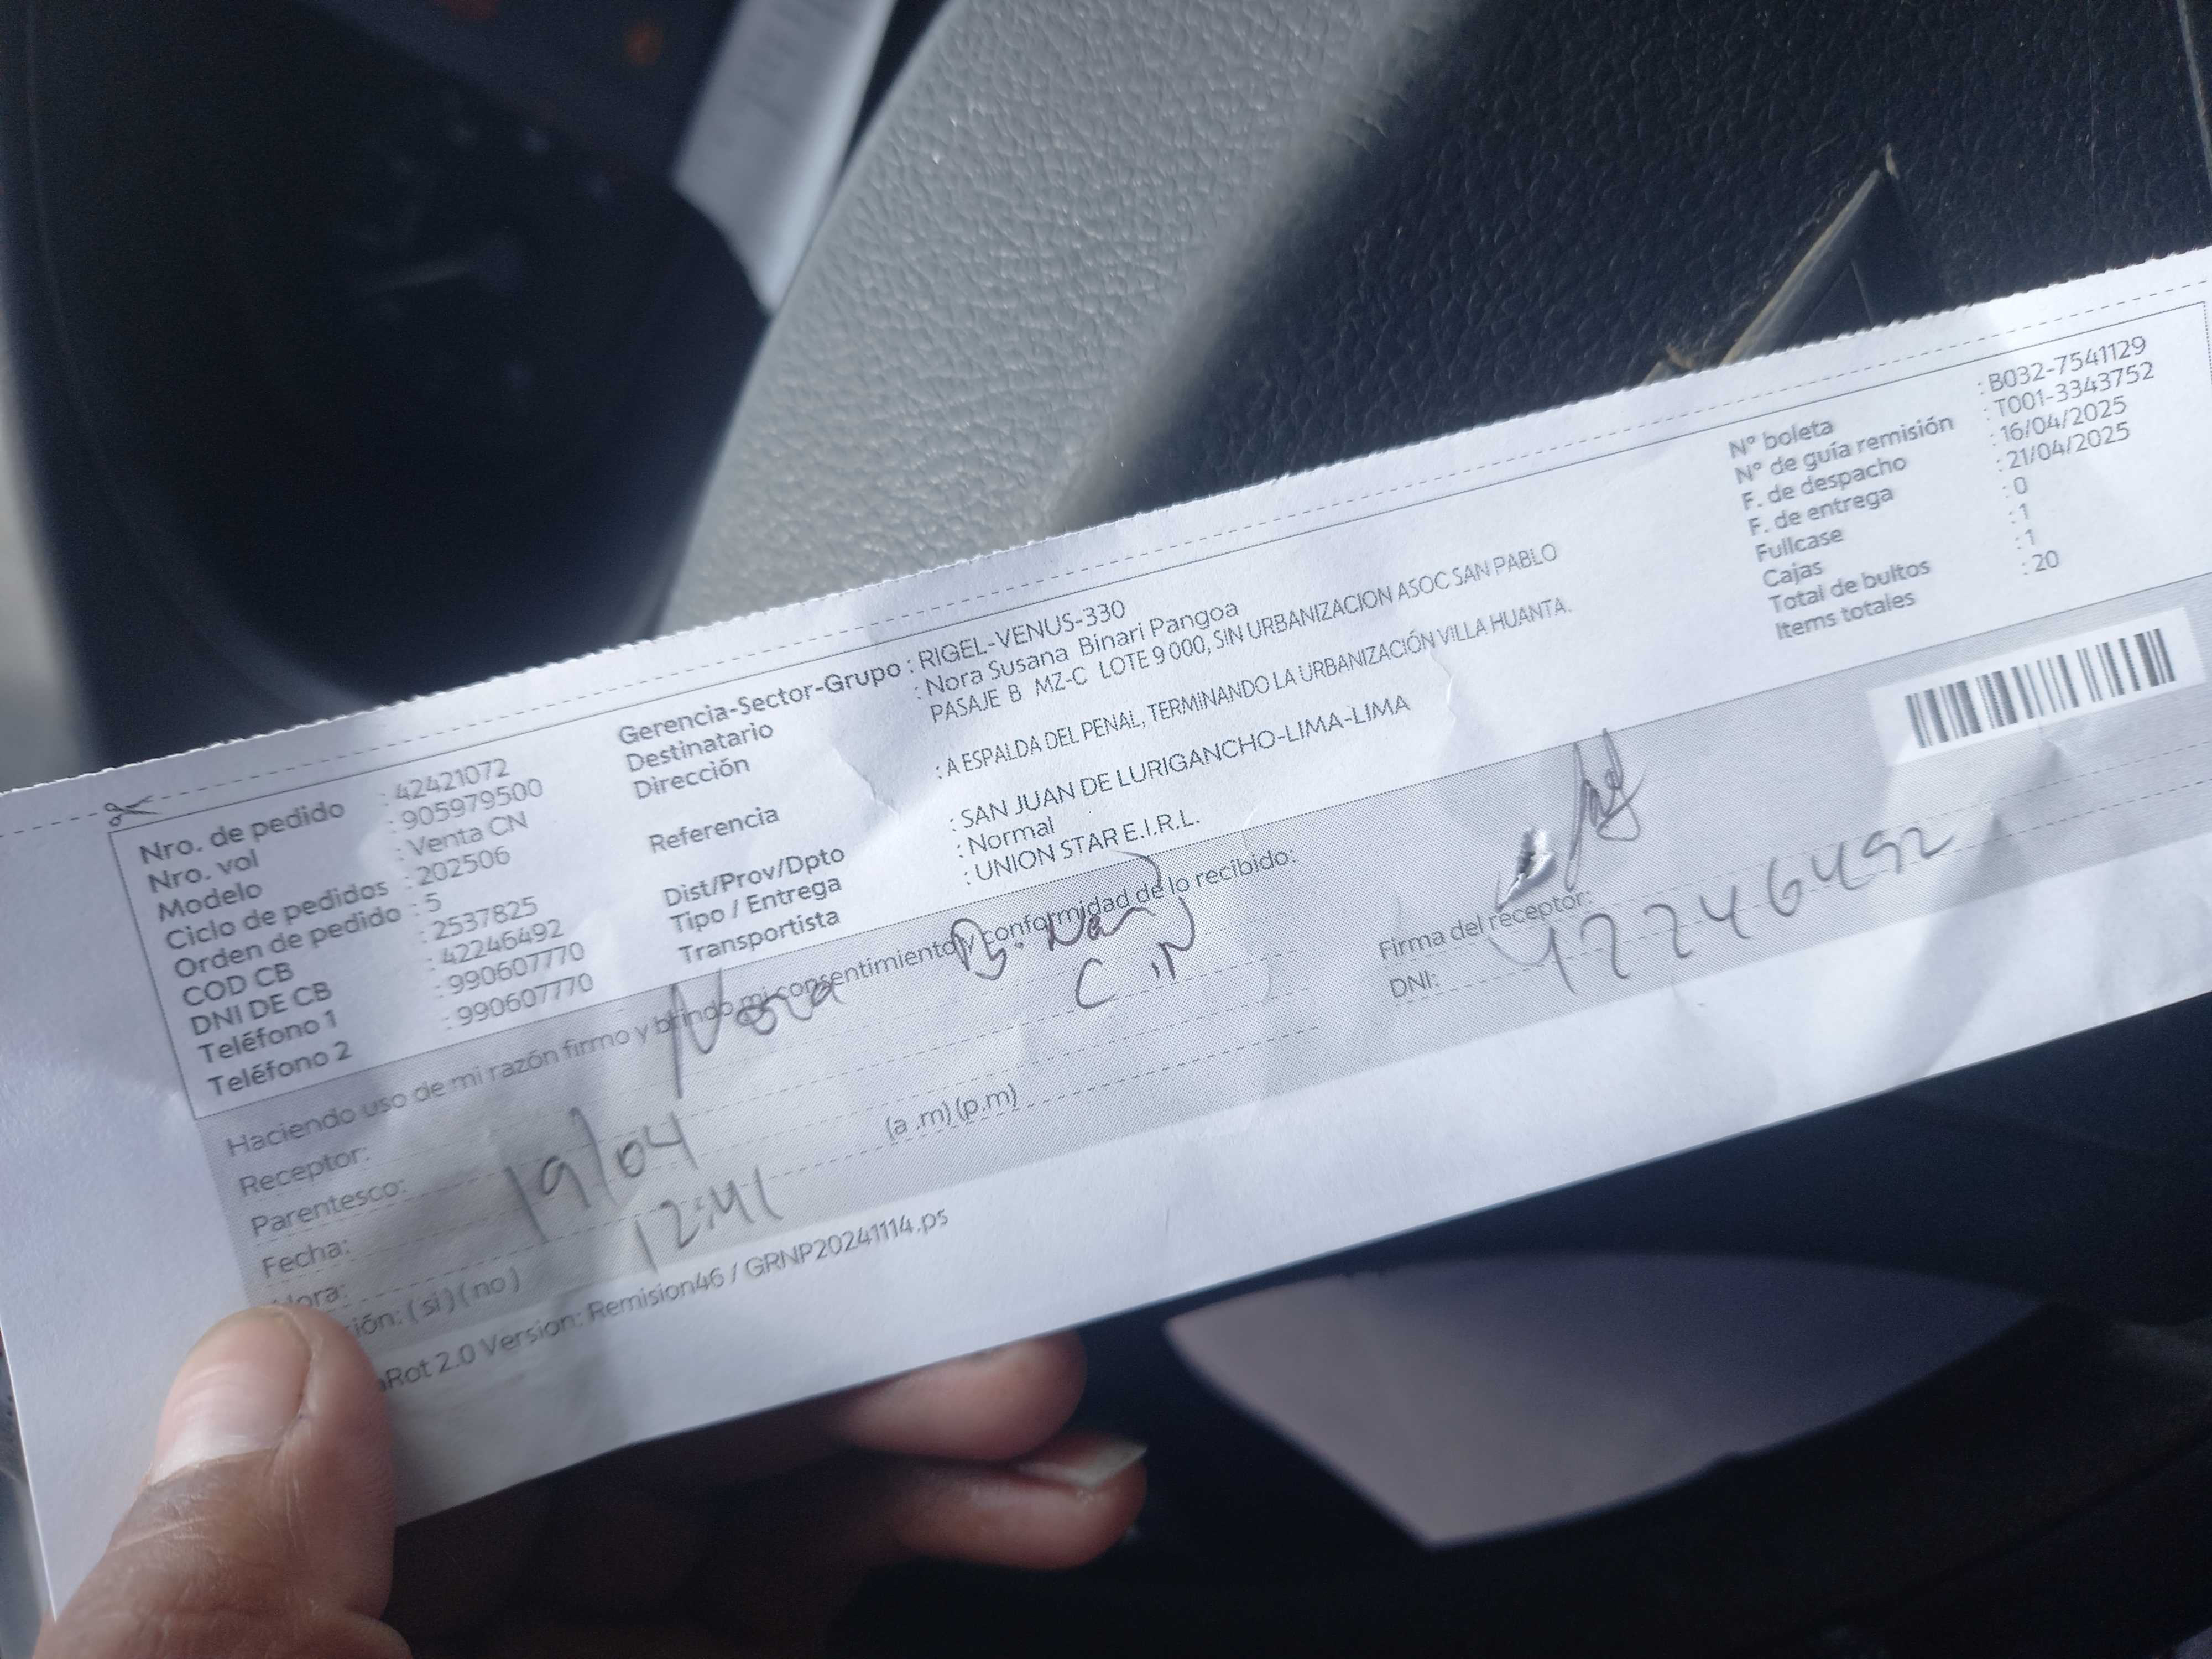 Nro. de pedido : 42421072
Nro. vol : 905979500
Modelo : Venta CN
Ciclo de pedidos : 202506
Orden de pedido : 5
COD CB : 2537825
DNI DE CB : 42246492
Teléfono 1 : 990607770
Teléfono 2 : 990607770
Gerencia-Sector-Grupo : RIGEL-VENUS-330
Destinatario : Nora Susana Binari Pangoa
Dirección PASAJE B MZ-C LOTE 9 000, SIN URBANIZACION ASOC SAN PABLO
Referencia : A ESPALDA DEL PENAL, TERMINANDO LA URBANIZACIÓN VILLA HUANTA.
Dist/Prov/Dpto : SAN JUAN DE LURIGANCHO-LIMA-LIMA
Tipo / Entrega : Normal
Transportista : UNION STAR E.I.R.L.
N° boleta : B032-7541129
N° de guía remisión : T001-3343752
F. de despacho : 16/04/2025
F. de entrega : 21/04/2025
Fullcase : 0
Cajas : 1
Total de bultos : 1
Items totales : 20
Haciendo uso de mi razón firmo y brindo mi consentimiento y conformidad de lo recibido:
Receptor: Nora B.
Parentesco: C.N
Fecha: 19/04
Hora: 12:41 (a .m) (p.m)
ión: ( si ) ( no )
Firma del receptor:
DNI: 42246492
Rot 2.0 Version: Remision46 / GRNP20241114.ps